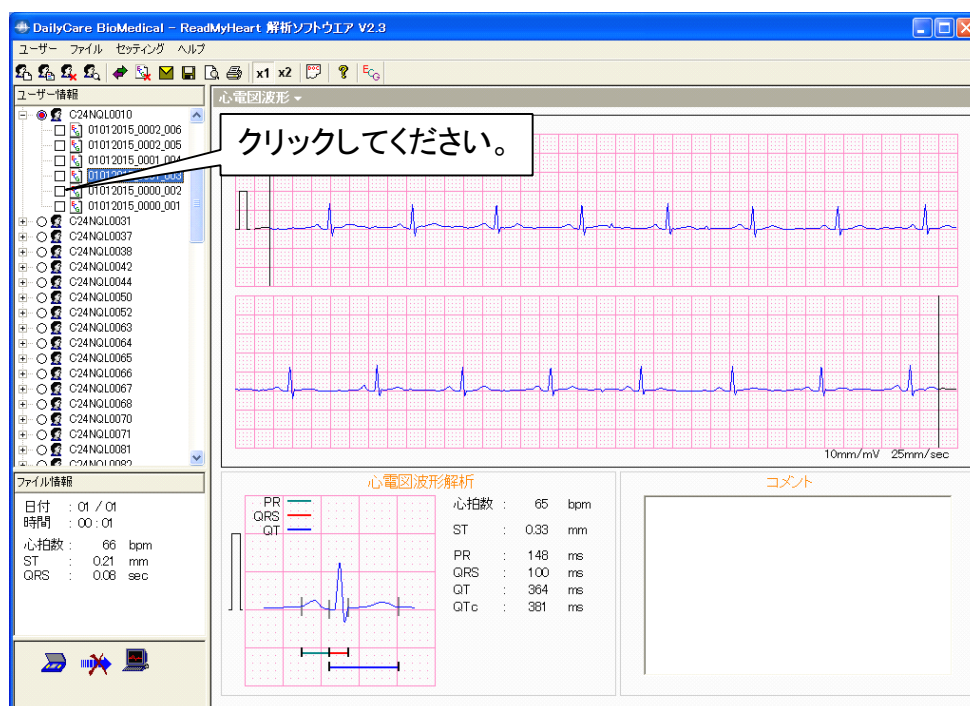 DailyCare BioMedical - ReadMyHeart 解析ソフトウエア V2.3
ユーザー ファイル セッティング ヘルプ
x1 x2 ? ECG
ユーザー情報
心電図波形
C24NQL0010
01012015_0002_006
01012015_0002_005
01012015_0001_004
01012015_0001_003
01012015_0000_002
01012015_0000_001
クリックしてください。
C24NQL0031
C24NQL0037
C24NQL0038
C24NQL0042
C24NQL0044
C24NQL0050
C24NQL0052
C24NQL0063
C24NQL0064
C24NQL0065
C24NQL0066
C24NQL0067
C24NQL0068
C24NQL0070
C24NQL0071
C24NQL0081
C24NQL0082
10mm/mV 25mm/sec
ファイル情報
日付 : 01 / 01
時間 : 00 : 01
心拍数 : 66 bpm
ST : 0.21 mm
QRS : 0.08 sec
心電図波形解析
PR
QRS
QT
心拍数 : 65 bpm
ST : 0.33 mm
PR : 148 ms
QRS : 100 ms
QT : 364 ms
QTc : 381 ms
コメント